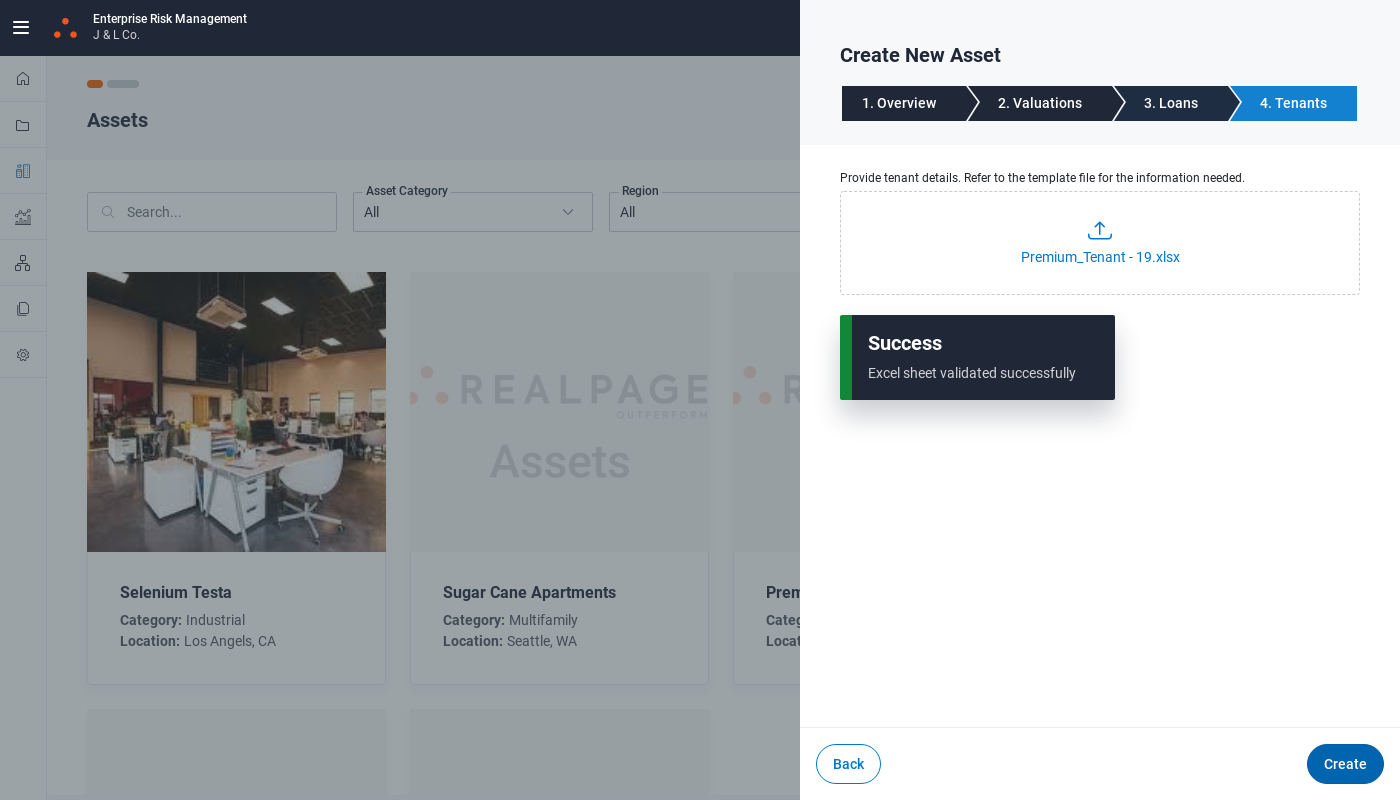 Enterprise Risk Management
J & L Co.
Assets
Search...
Asset Category
All
Region
All
REALPAGE
OUTPERFORM
Assets
Selenium Testa
Category: Industrial
Location: Los Angels, CA
Sugar Cane Apartments
Category: Multifamily
Location: Seattle, WA
Create New Asset
1. Overview
2. Valuations
3. Loans
4. Tenants
Provide tenant details. Refer to the template file for the information needed.
Premium_Tenant - 19.xlsx
Success
Excel sheet validated successfully
Back
Create